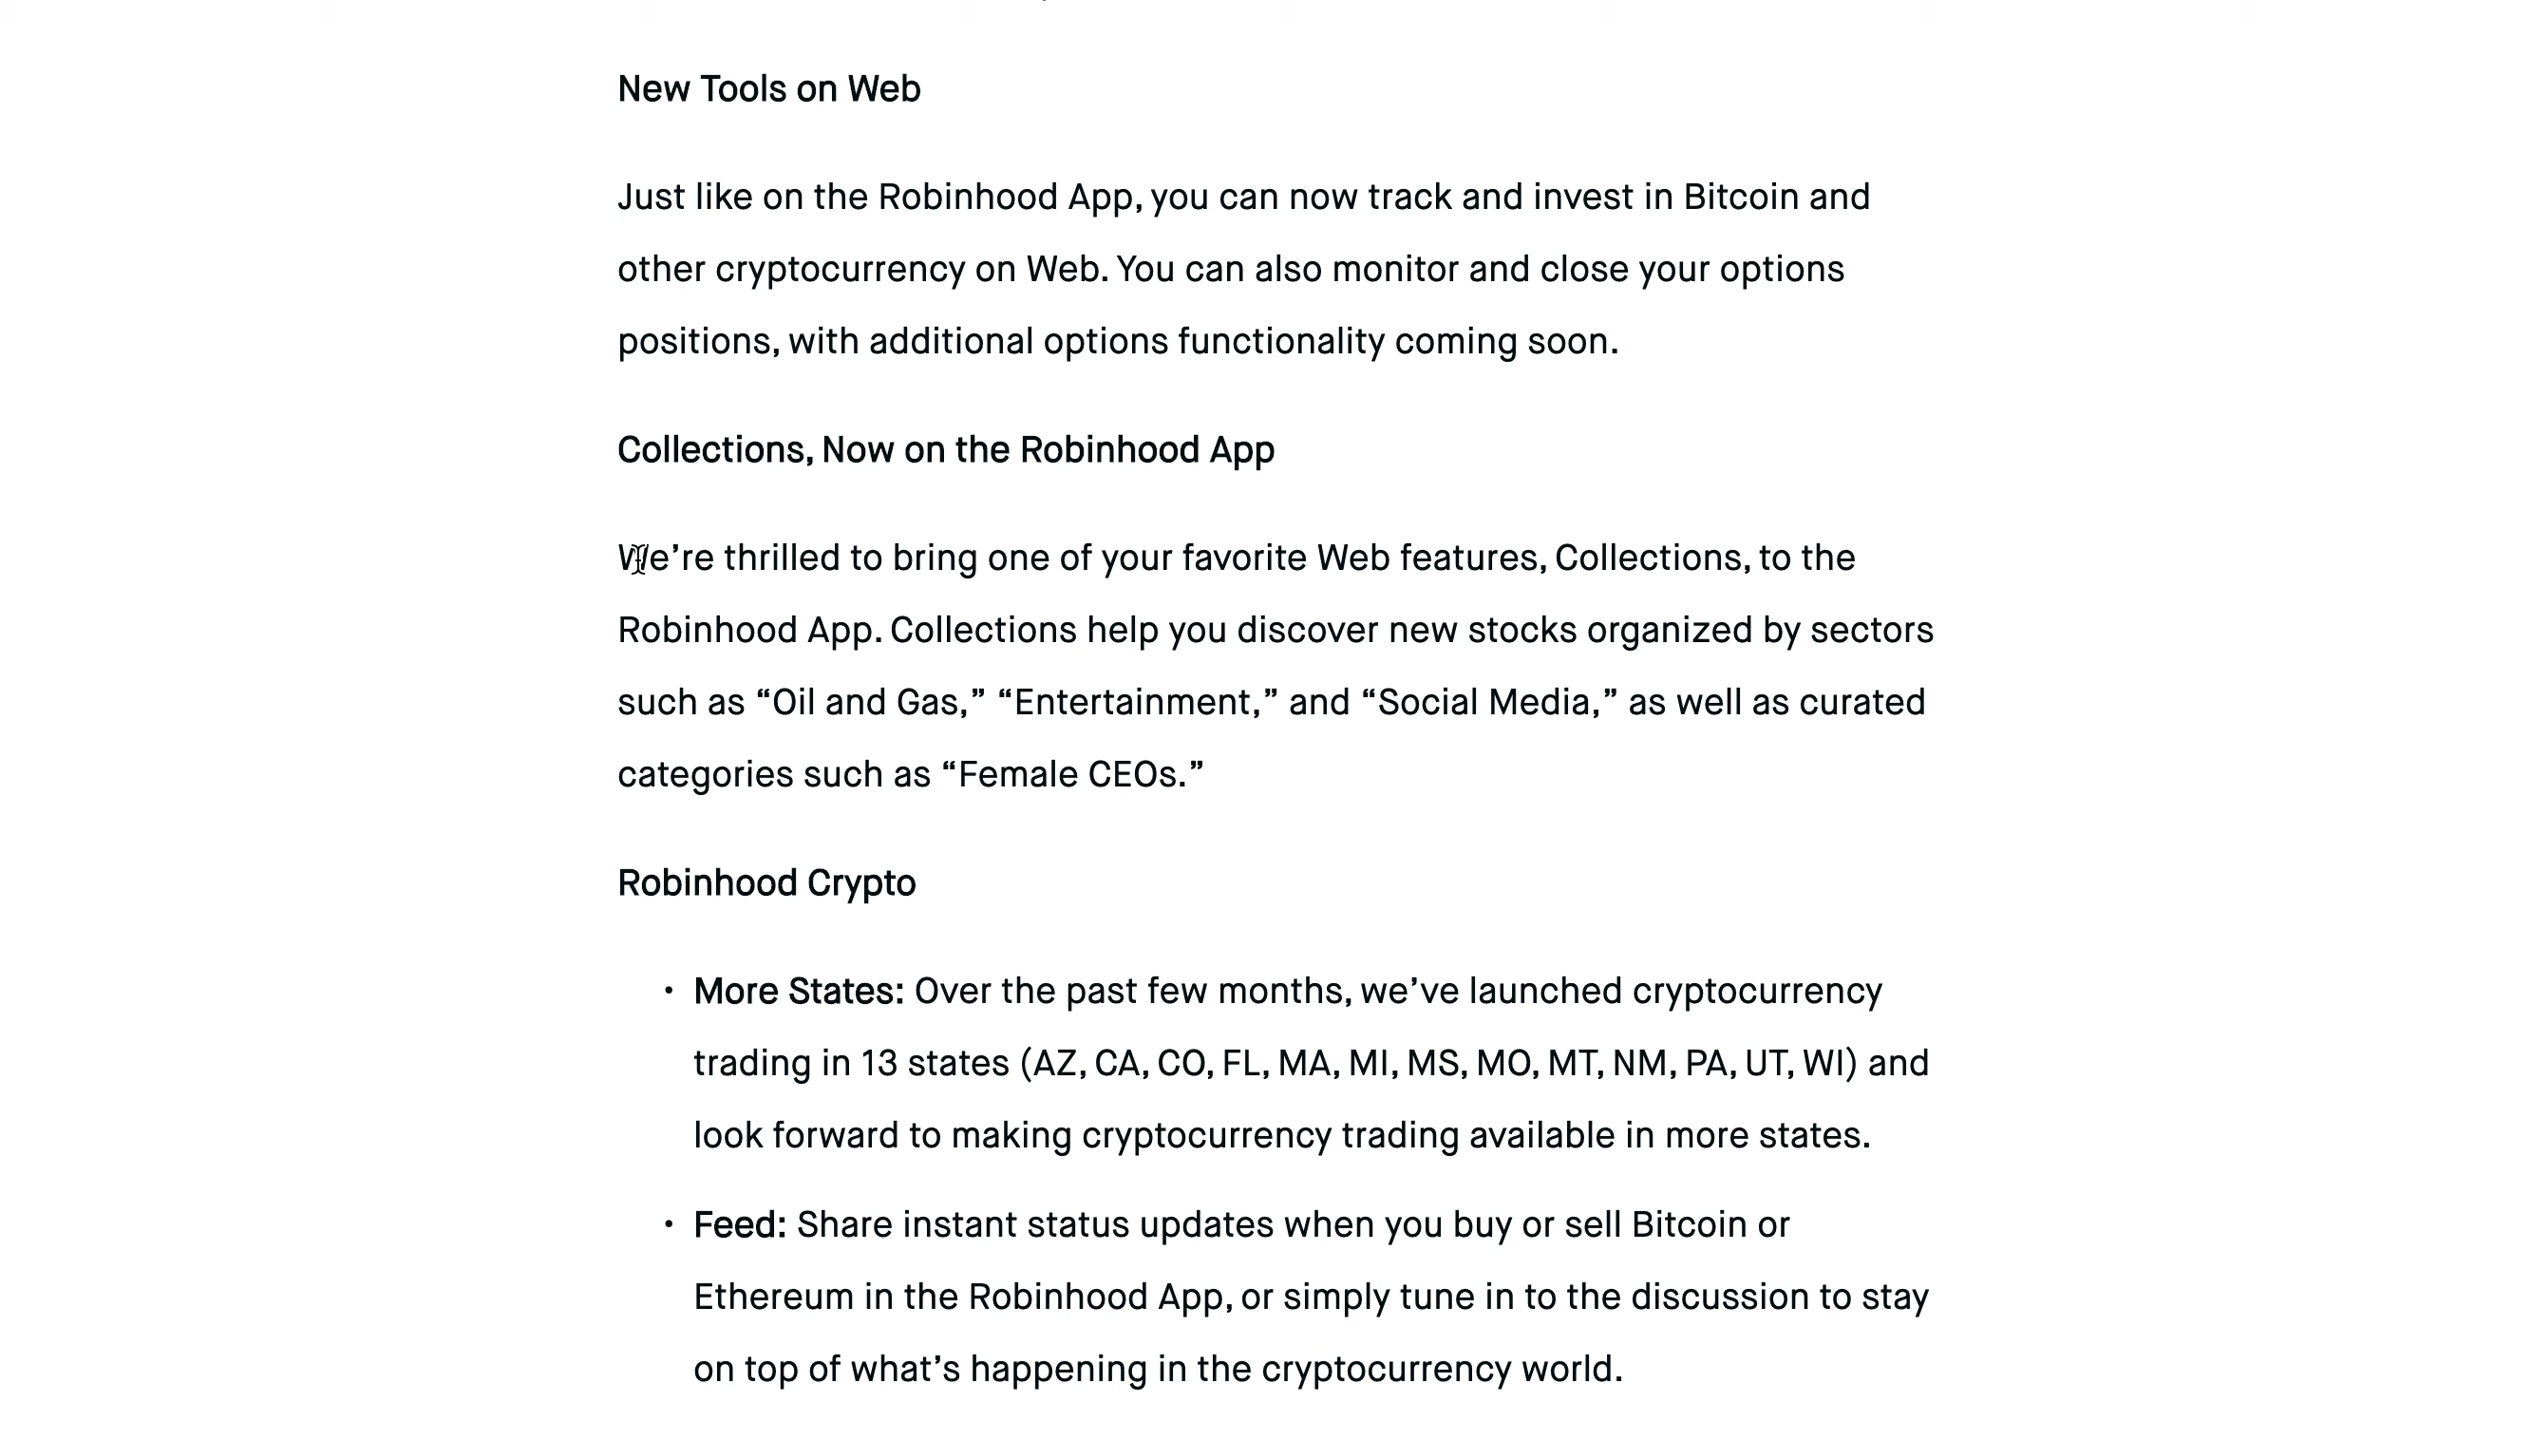 New Tools on Web
Just like on the Robinhood App, you can now track and invest in Bitcoin and
other cryptocurrency on Web. You can also monitor and close your options
positions, with additional options functionality coming soon.
Collections, Now on the Robinhood App
We’re thrilled to bring one of your favorite Web features, Collections, to the
Robinhood App. Collections help you discover new stocks organized by sectors
such as “Oil and Gas,” “Entertainment,” and “Social Media,” as well as curated
categories such as “Female CEOs.”
Robinhood Crypto
• More States: Over the past few months, we’ve launched cryptocurrency
trading in 13 states (AZ, CA, CO, FL, MA, MI, MS, MO, MT, NM, PA, UT, WI) and
look forward to making cryptocurrency trading available in more states.
• Feed: Share instant status updates when you buy or sell Bitcoin or
Ethereum in the Robinhood App, or simply tune in to the discussion to stay
on top of what’s happening in the cryptocurrency world.